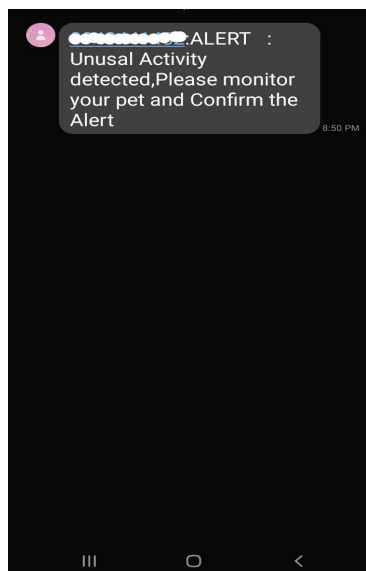 :ALERT :
Unusal Activity
detected,Please monitor
your pet and Confirm the
Alert
8:50 PM